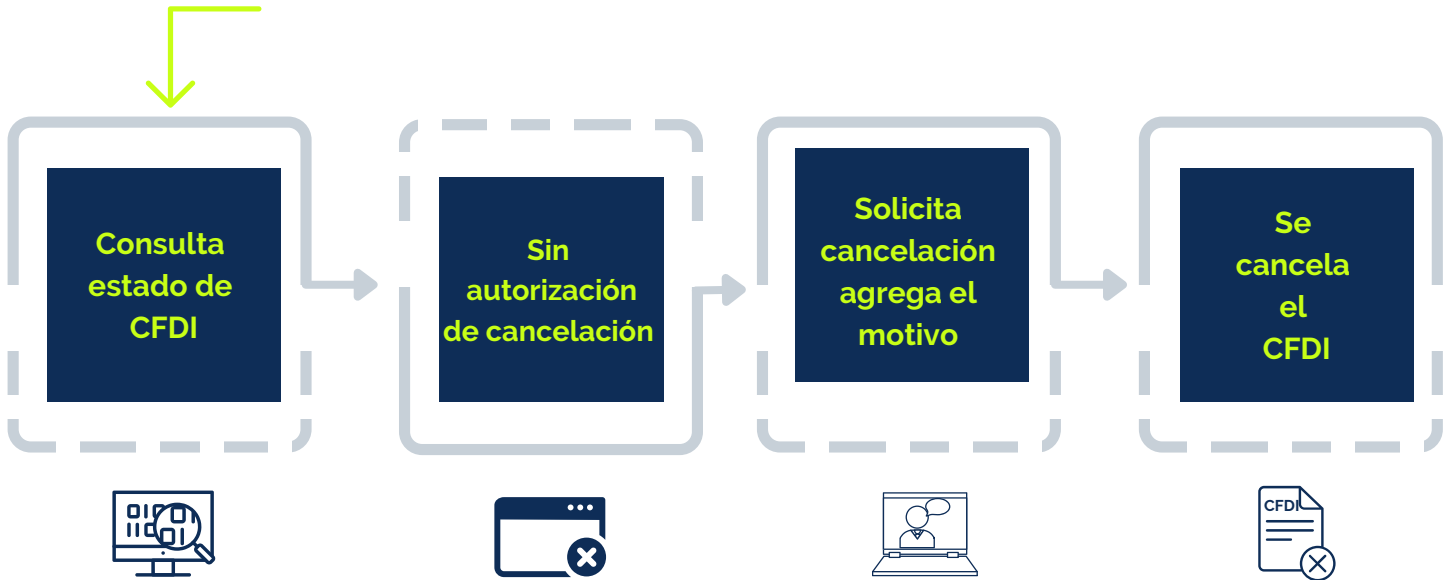 Consulta
estado de
CFDI
Sin
autorización
de cancelación
Solicita
cancelación
agrega el
motivo
Se
cancela
el
CFDI
CFDI